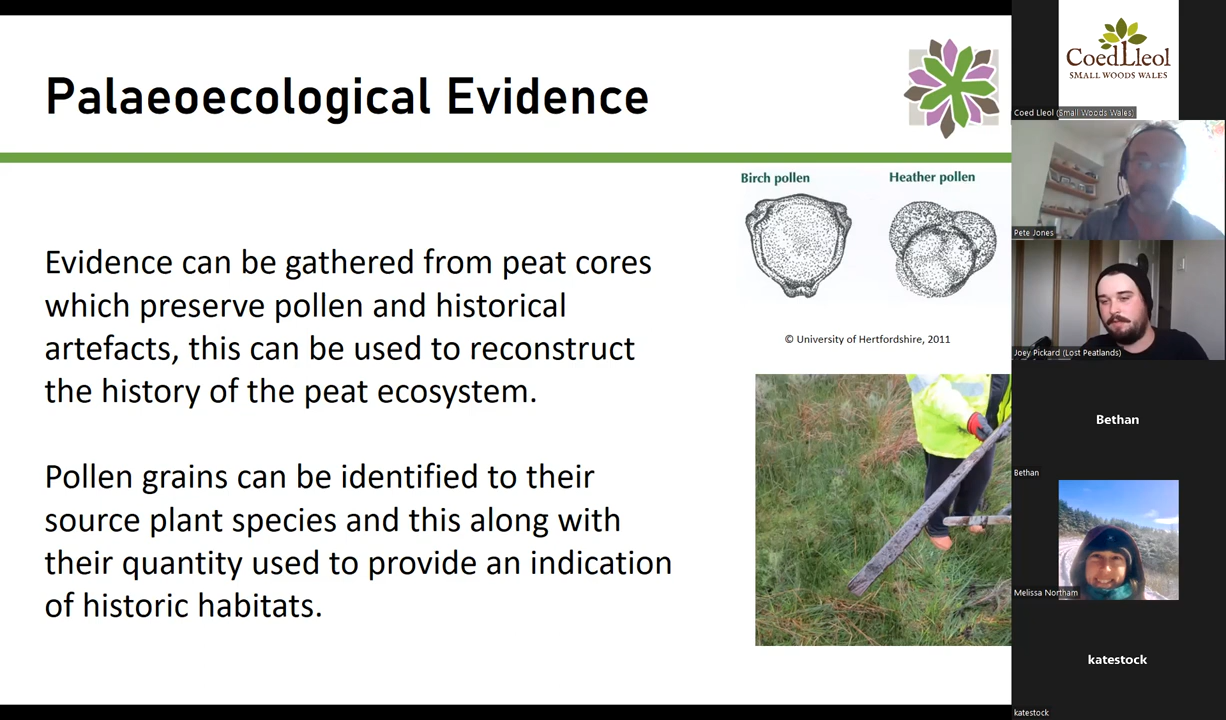 Palaeoecological Evidence
Evidence can be gathered from peat cores
which preserve pollen and historical
artefacts, this can be used to reconstruct
the history of the peat ecosystem.
Pollen grains can be identified to their
source plant species and this along with
their quantity used to provide an indication
of historic habitats.
Birch pollen
Heather pollen
© University of Hertfordshire, 2011
Coed Lleol
SMALL WOODS WALES
Coed Lleol (Small Woods Wales)
Pete Jones
Joey Pickard (Lost Peatlands)
Bethan
Bethan
Melissa Northam
katestock
katestock